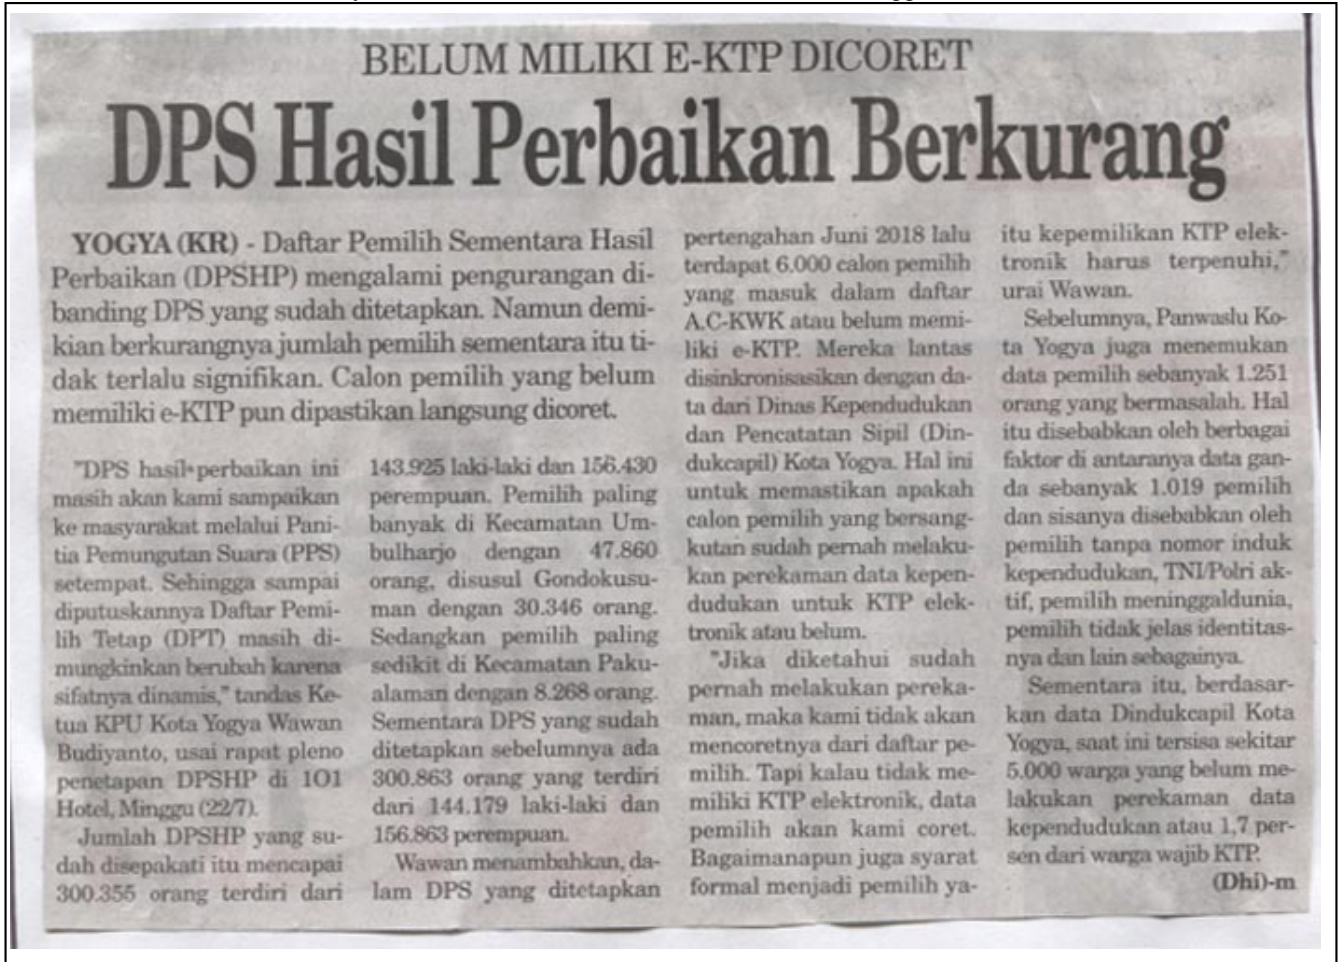 BELUM MILIKI E-KTP DICORET
DPS Hasil Perbaikan Berkurang
YOGYA (KR) - Daftar Pemilih Sementara Hasil
Perbaikan (DPSHP) mengalami pengurangan di-
banding DPS yang sudah ditetapkan. Namun demi-
kian berkurangnya jumlah pemilih sementara itu ti-
dak terlalu signifikan. Calon pemilih yang belum
memiliki e-KTP pun dipastikan langsung dicoret.
"DPS hasil perbaikan ini
masih akan kami sampaikan
ke masyarakat melalui Pani-
tia Pemungutan Suara (PPS)
setempat. Sehingga sampai
diputuskannya Daftar Pemi-
lih Tetap (DPT) masih di-
mungkinkan berubah karena
sifatnya dinamis," tandas Ke-
tua KPU Kota Yogya Wawan
Budiyanto, usai rapat pleno
penetapan DPSHP di 1O1
Hotel, Minggu (22/7).
Jumlah DPSHP yang su-
dah disepakati itu mencapai
300.355 orang terdiri dari
143.925 laki-laki dan 156.430
perempuan. Pemilih paling
banyak di Kecamatan Um-
bulharjo dengan 47.860
orang, disusul Gondokusu-
man dengan 30.346 orang.
Sedangkan pemilih paling
sedikit di Kecamatan Paku-
alaman dengan 8.268 orang.
Sementara DPS yang sudah
ditetapkan sebelumnya ada
300.863 orang yang terdiri
dari 144.179 laki-laki dan
156.863 perempuan.
Wawan menambahkan, da-
lam DPS yang ditetapkan
pertengahan Juni 2018 lalu
terdapat 6.000 calon pemilih
yang masuk dalam daftar
A.C-KWK atau belum memi-
liki e-KTP. Mereka lantas
disinkronisasikan dengan da-
ta dari Dinas Kependudukan
dan Pencatatan Sipil (Din-
dukcapil) Kota Yogya. Hal ini
untuk memastikan apakah
calon pemilih yang bersang-
kutan sudah pernah melaku-
kan perekaman data kepen-
dudukan untuk KTP elek-
tronik atau belum.
"Jika diketahui sudah
pernah melakukan pereka-
man, maka kami tidak akan
mencoretnya dari daftar pe-
milih. Tapi kalau tidak me-
miliki KTP elektronik, data
pemilih akan kami coret.
Bagaimanapun juga syarat
formal menjadi pemilih ya-
itu kepemilikan KTP elek-
tronik harus terpenuhi,"
urai Wawan.
Sebelumnya, Panwaslu Ko-
ta Yogya juga menemukan
data pemilih sebanyak 1.251
orang yang bermasalah. Hal
itu disebabkan oleh berbagai
faktor di antaranya data gan-
da sebanyak 1.019 pemilih
dan sisanya disebabkan oleh
pemilih tanpa nomor induk
kependudukan, TNI/Polri ak-
tif, pemilih meninggaldunia,
pemilih tidak jelas identitas-
nya dan lain sebagainya.
Sementara itu, berdasar-
kan data Dindukcapil Kota
Yogya, saat ini tersisa sekitar
5.000 warga yang belum me-
lakukan perekaman data
kependudukan atau 1,7 per-
sen dari warga wajib KTP.
(Dhi)-m